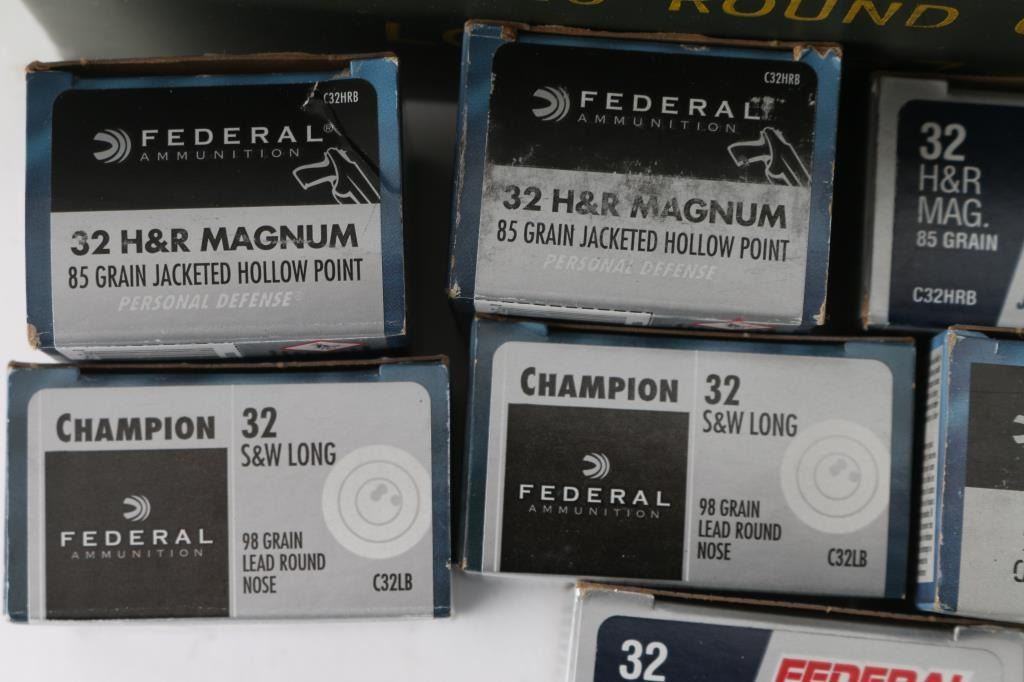 ROUND
C32HRB
FEDERAL®
AMMUNITION
32 H&R MAGNUM
85 GRAIN JACKETED HOLLOW POINT
PERSONAL DEFENSE®
C32HRB
FEDERAL
AMMUNITION
32 H&R MAGNUM
85 GRAIN JACKETED HOLLOW POINT
PERSONAL DEFENSE
32
H&R
MAG.
85 GRAIN
C32HRB
CHAMPION
FEDERAL
AMMUNITION
32
S&W LONG
98 GRAIN
LEAD ROUND
NOSE
C32LB
CHAMPION
FEDERAL
AMMUNITION
32
S&W LONG
98 GRAIN
LEAD ROUND
NOSE
C32LB
32
FEDERAL